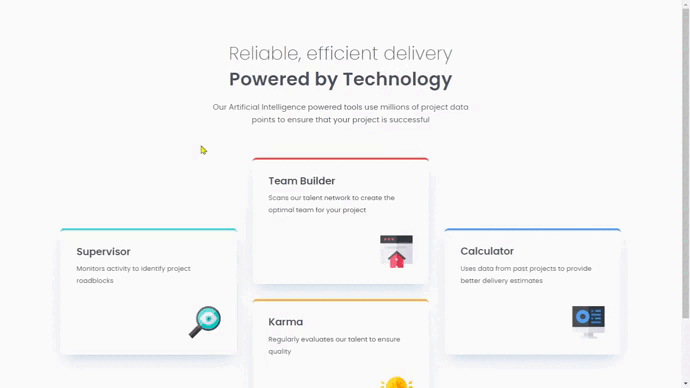 Reliable, efficient delivery
Powered by Technology
Our Artificial Intelligence powered tools use millions of project data
points to ensure that your project is successful
Team Builder
Scans our talent network to create the
optimal team for your project
Supervisor
Monitors activity to identify project
roadblocks
Calculator
Uses data from past projects to provide
better delivery estimates
Karma
Regularly evaluates our talent to ensure
quality